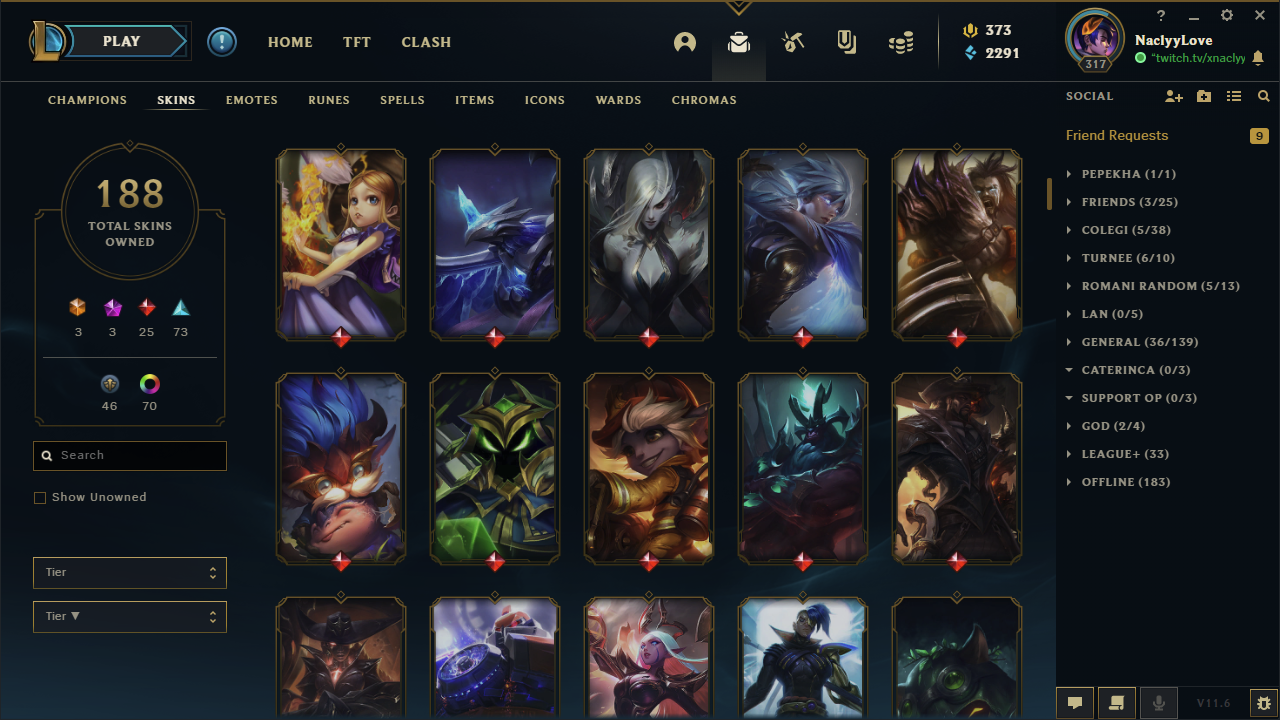 PLAY
HOME
TFT
CLASH
373
2291
317
?
NaclyyLove
"twitch.tv/xnaclyy
CHAMPIONS
SKINS
EMOTES
RUNES
SPELLS
ITEMS
ICONS
WARDS
CHROMAS
SOCIAL
Friend Requests
9
188
TOTAL SKINS
OWNED
3
3
25
73
46
70
Search
Show Unowned
Tier
Tier ▼
PEPEKHA (1/1)
FRIENDS (3/25)
COLEGI (5/38)
TURNEE (6/10)
ROMANI RANDOM (5/13)
LAN (0/5)
GENERAL (36/139)
CATERINCA (0/3)
SUPPORT OP (0/3)
GOD (2/4)
LEAGUE+ (33)
OFFLINE (183)
V11.6